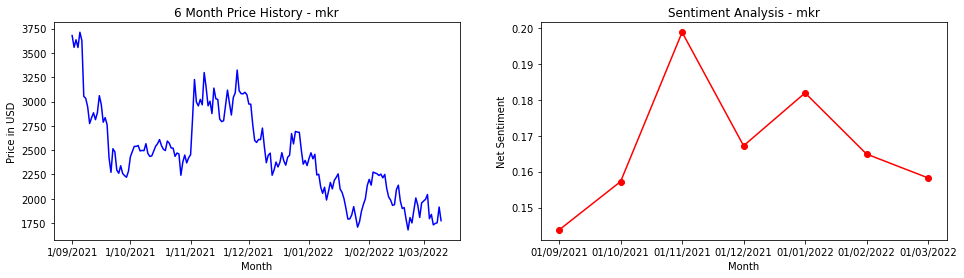 6 Month Price History - mkr
Price in USD
3750
3500
3250
3000
2750
2500
2250
2000
1750
1/09/2021 1/10/2021 1/11/2021 1/12/2021 1/01/2022 1/02/2022 1/03/2022
Month
Sentiment Analysis - mkr
Net Sentiment
0.20
0.19
0.18
0.17
0.16
0.15
01/09/2021 01/10/2021 01/11/2021 01/12/2021 01/01/2022 01/02/2022 01/03/2022
Month